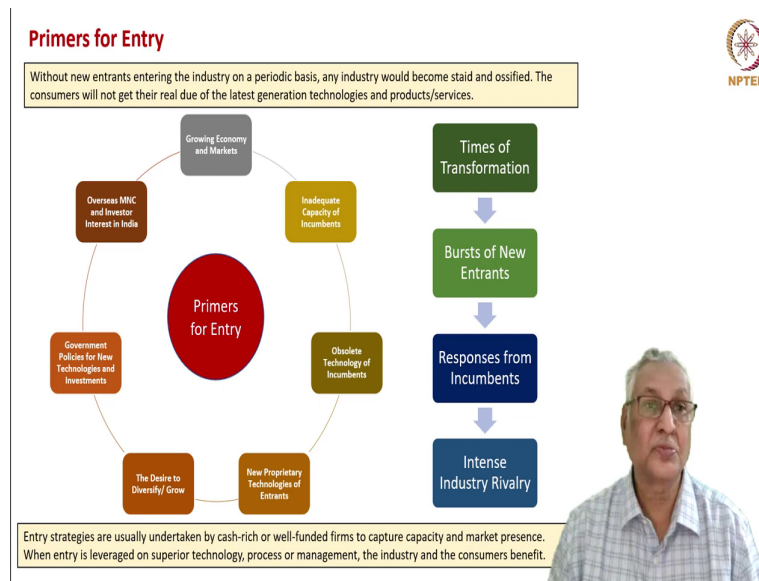 Primers for Entry
Without new entrants entering the industry on a periodic basis, any industry would become staid and ossified. The
consumers will not get their real due of the latest generation technologies and products/services.
NPTEL
Growing Economy
and Markets
Inadequate
Capacity of
Incumbents
Obsolete
Technology of
Incumbents
New Proprietary
Technologies of
Entrants
The Desire to
Diversify/ Grow
Government
Policies for New
Technologies and
Investments
Overseas MNC
and Investor
Interest in India
Primers
for Entry
Times of
Transformation
Bursts of New
Entrants
Responses from
Incumbents
Intense
Industry Rivalry
Entry strategies are usually undertaken by cash-rich or well-funded firms to capture capacity and market presence.
When entry is leveraged on superior technology, process or management, the industry and the consumers benefit.